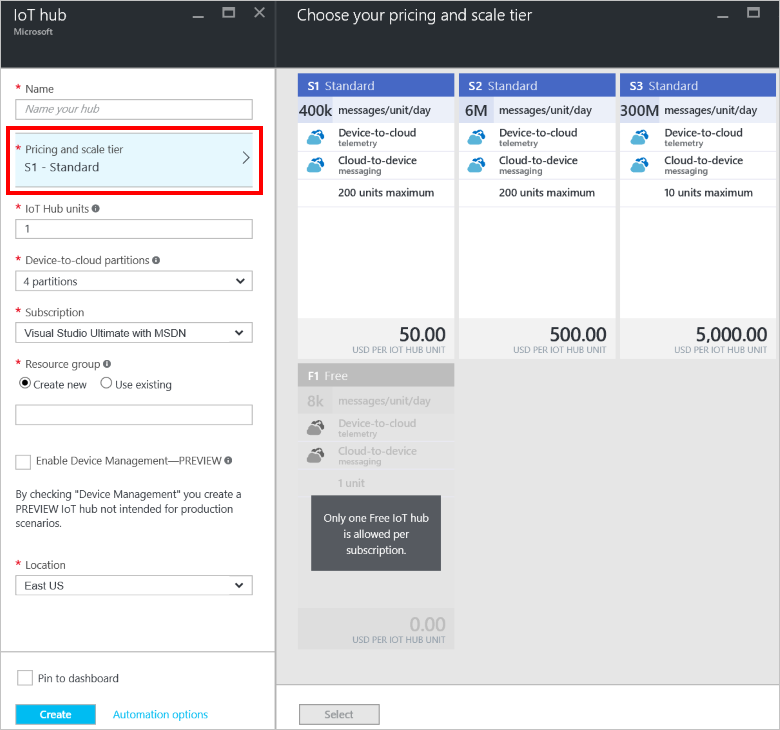 IoT hub
Microsoft
* Name
Name your hub
* Pricing and scale tier
S1 - Standard
* IoT Hub units
1
* Device-to-cloud partitions
4 partitions
* Subscription
Visual Studio Ultimate with MSDN
* Resource group
Create new Use existing
Enable Device Management—PREVIEW
By checking "Device Management" you create a
PREVIEW IoT hub not intended for production
scenarios.
* Location
East US
Pin to dashboard
Create Automation options
Choose your pricing and scale tier
S1 Standard
400k messages/unit/day
Device-to-cloud
telemetry
Cloud-to-device
messaging
200 units maximum
50.00
USD PER IOT HUB UNIT
S2 Standard
6M messages/unit/day
Device-to-cloud
telemetry
Cloud-to-device
messaging
200 units maximum
500.00
USD PER IOT HUB UNIT
S3 Standard
300M messages/unit/day
Device-to-cloud
telemetry
Cloud-to-device
messaging
10 units maximum
5,000.00
USD PER IOT HUB UNIT
F1 Free
8k messages/unit/day
Device-to-cloud
telemetry
Cloud-to-device
messaging
1 unit
Only one Free IoT hub
is allowed per
subscription.
0.00
USD PER IOT HUB UNIT
Select